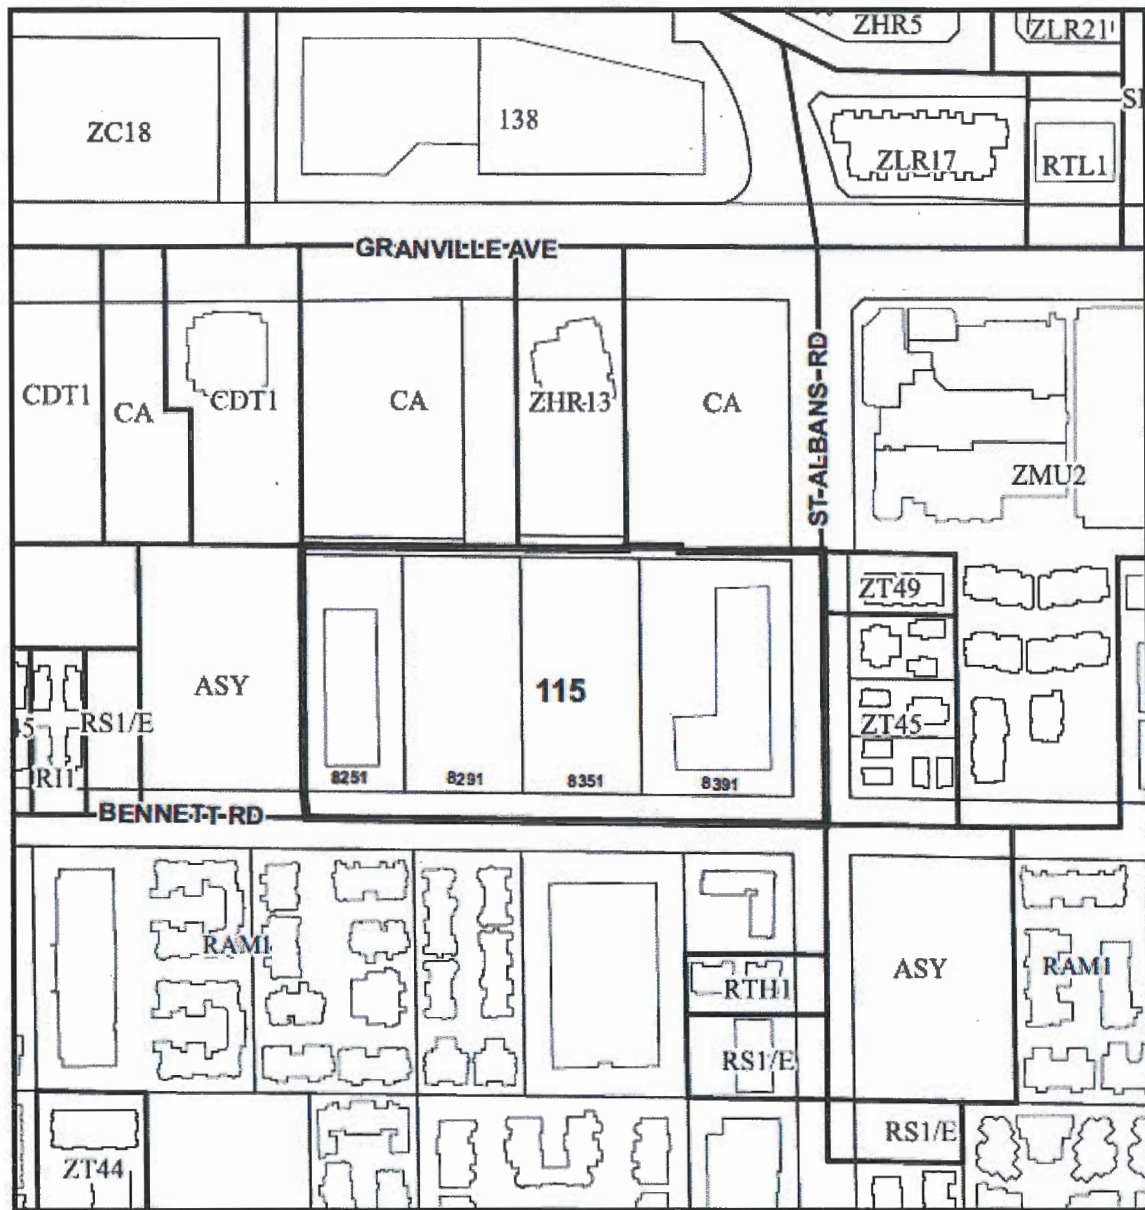 ZHR5
ZLR21
ZC18
138
ZLR17
RTL1
GRANVILLE AVE
ST-ALBANS-RD
CDT1
CA
CDT1
CA
ZHR13
CA
ZMU2
ZT49
ASY
115
RS1/E
ZT45
8251
8291
8351
8391
BENNETT-RD
RAM1
RTH1
ASY
RAM1
RS1/E
RS1/E
ZT44